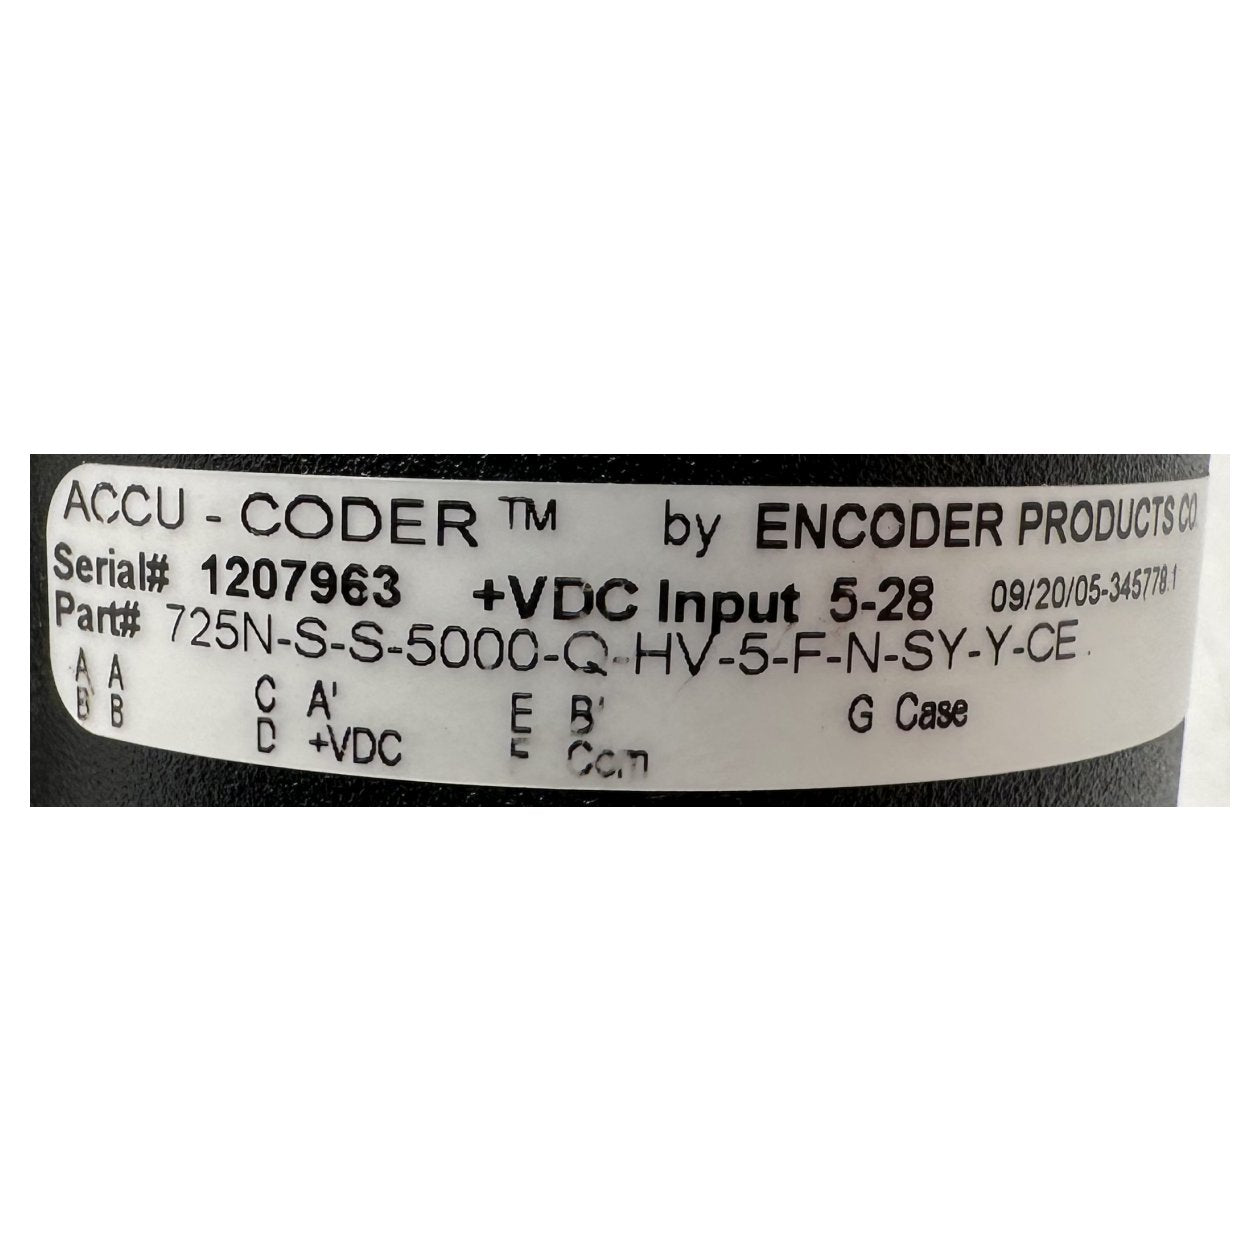 ACCU - CODER ™ by ENCODER PRODUCTS CO.
Serial# 1207963 +VDC Input 5-28 09/20/05-345778.1
Part# 725N-S-S-5000-Q-HV-5-F-N-SY-Y-CE
A A C A' E B' G Case
B B D +VDC F Com